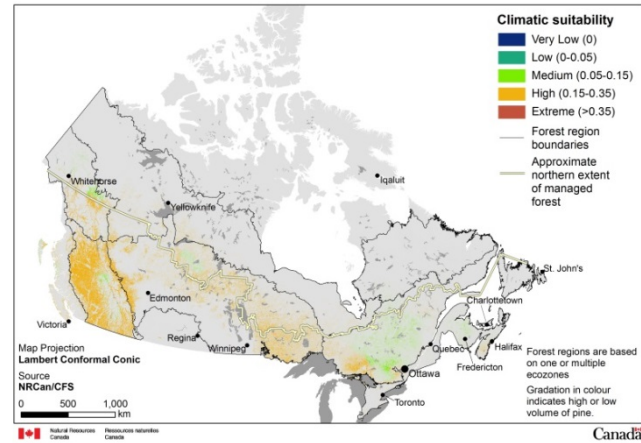 Climatic suitability
Very Low (0)
Low (0-0.05)
Medium (0.05-0.15)
High (0.15-0.35)
Extreme (>0.35)
Forest region
boundaries
Approximate
northern extent
of managed
forest
Whitehorse
Yellowknife
Iqaluit
Edmonton
Victoria
Regina
Winnipeg
St. John's
Charlottetown
Quebec
Halifax
Fredericton
Ottawa
Toronto
Map Projection
Lambert Conformal Conic
Source
NRCan/CFS
0 500 1,000
km
Forest regions are based
on one or multiple
ecozones
Gradation in colour
indicates high or low
volume of pine.
Natural Resources Ressources naturelles
Canada Canada
Canada